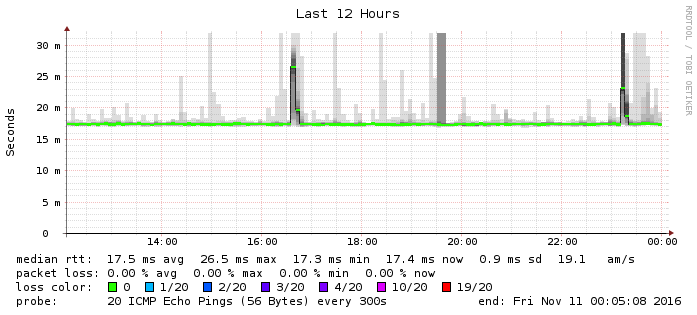 Last 12 Hours
RRDTOOL / TOBI OETIKER
Seconds
30 m
25 m
20 m
15 m
10 m
5 m
0
14:00 16:00 18:00 20:00 22:00 00:00
median rtt: 17.5 ms avg 26.5 ms max 17.3 ms min 17.4 ms now 0.9 ms sd 19.1 am/s
packet loss: 0.00 % avg 0.00 % max 0.00 % min 0.00 % now
loss color: 0 1/20 2/20 3/20 4/20 10/20 19/20
probe: 20 ICMP Echo Pings (56 Bytes) every 300s end: Fri Nov 11 00:05:08 2016